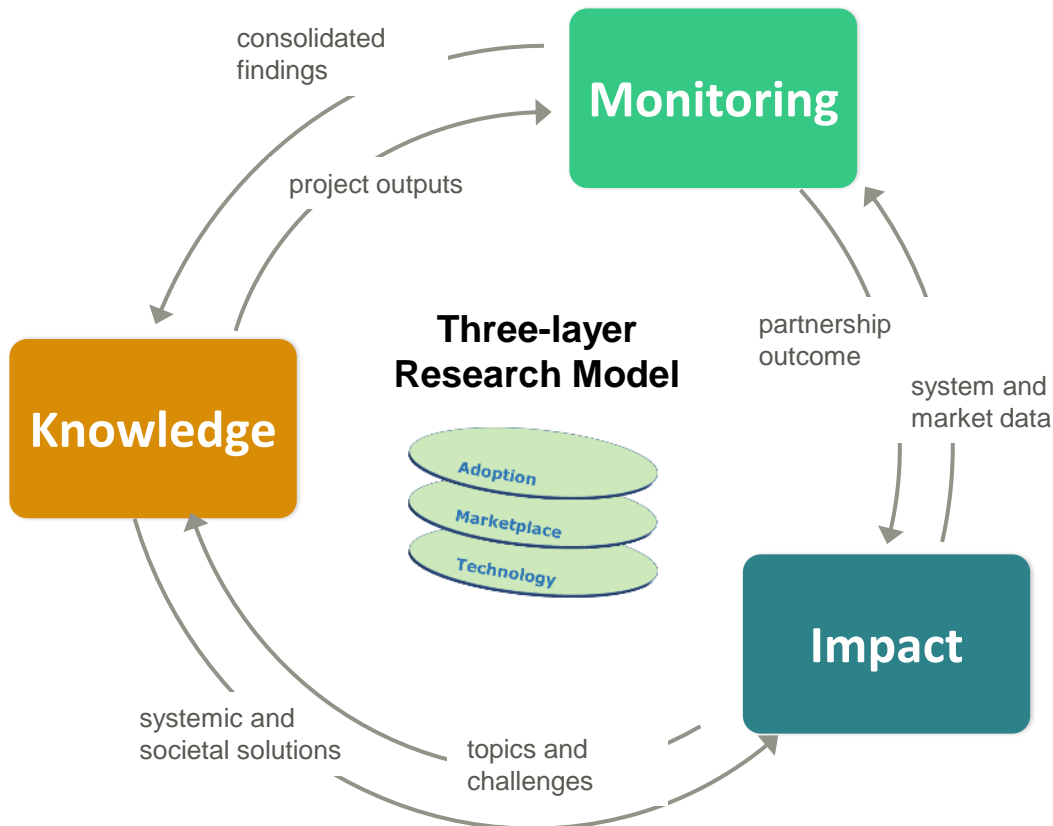 consolidated
findings
Monitoring
project outputs
Three-layer
Research Model
partnership
outcome
system and
market data
Knowledge
Adoption
Marketplace
Technology
Impact
systemic and
societal solutions
topics and
challenges